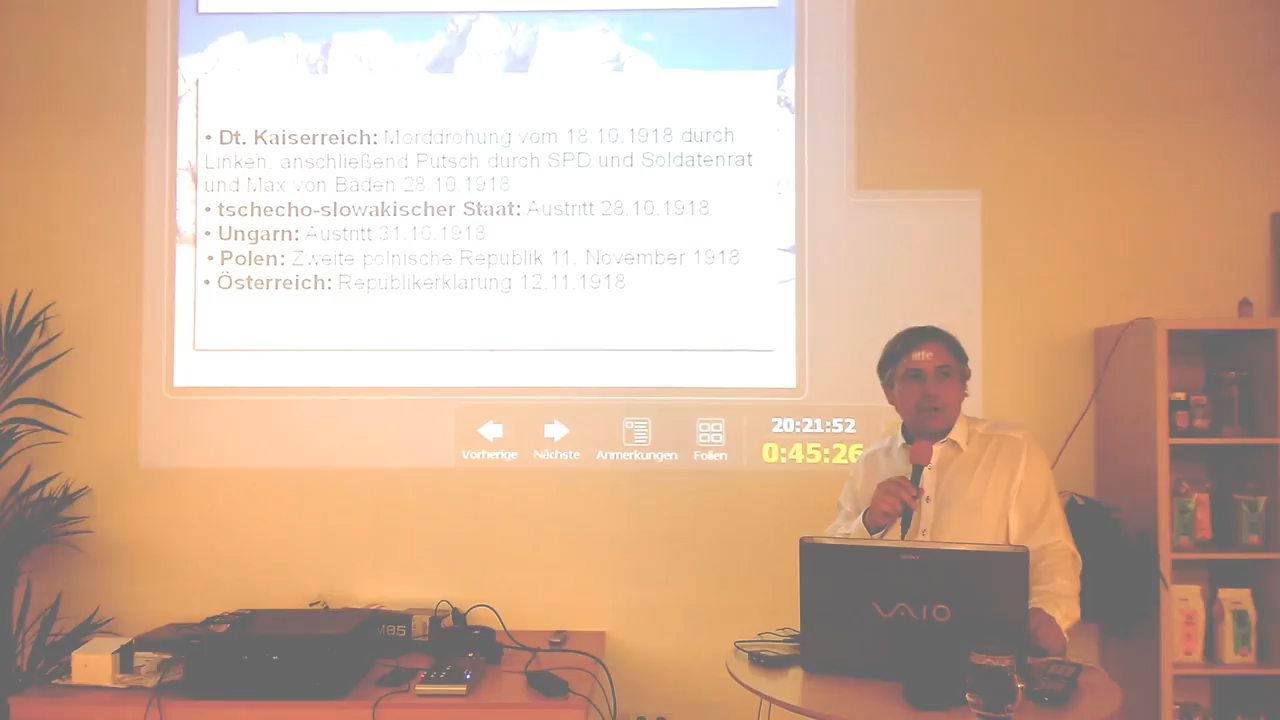 • Dt. Kaiserreich: Morddrohung vom 18.10.1918 durch
Linken, anschließend Putsch durch SPD und Soldatenrat
und Max von Baden 28.10.1918
• tschecho-slowakischer Staat: Austritt 28.10.1918
• Ungarn: Austritt 31.10.1918
• Polen: Zweite polnische Republik 11. November 1918
• Österreich: Republikerklärung 12.11.1918
Vorherige
Nächste
Anmerkungen
Folien
20:21:52
0:45:26
M85
VAIO